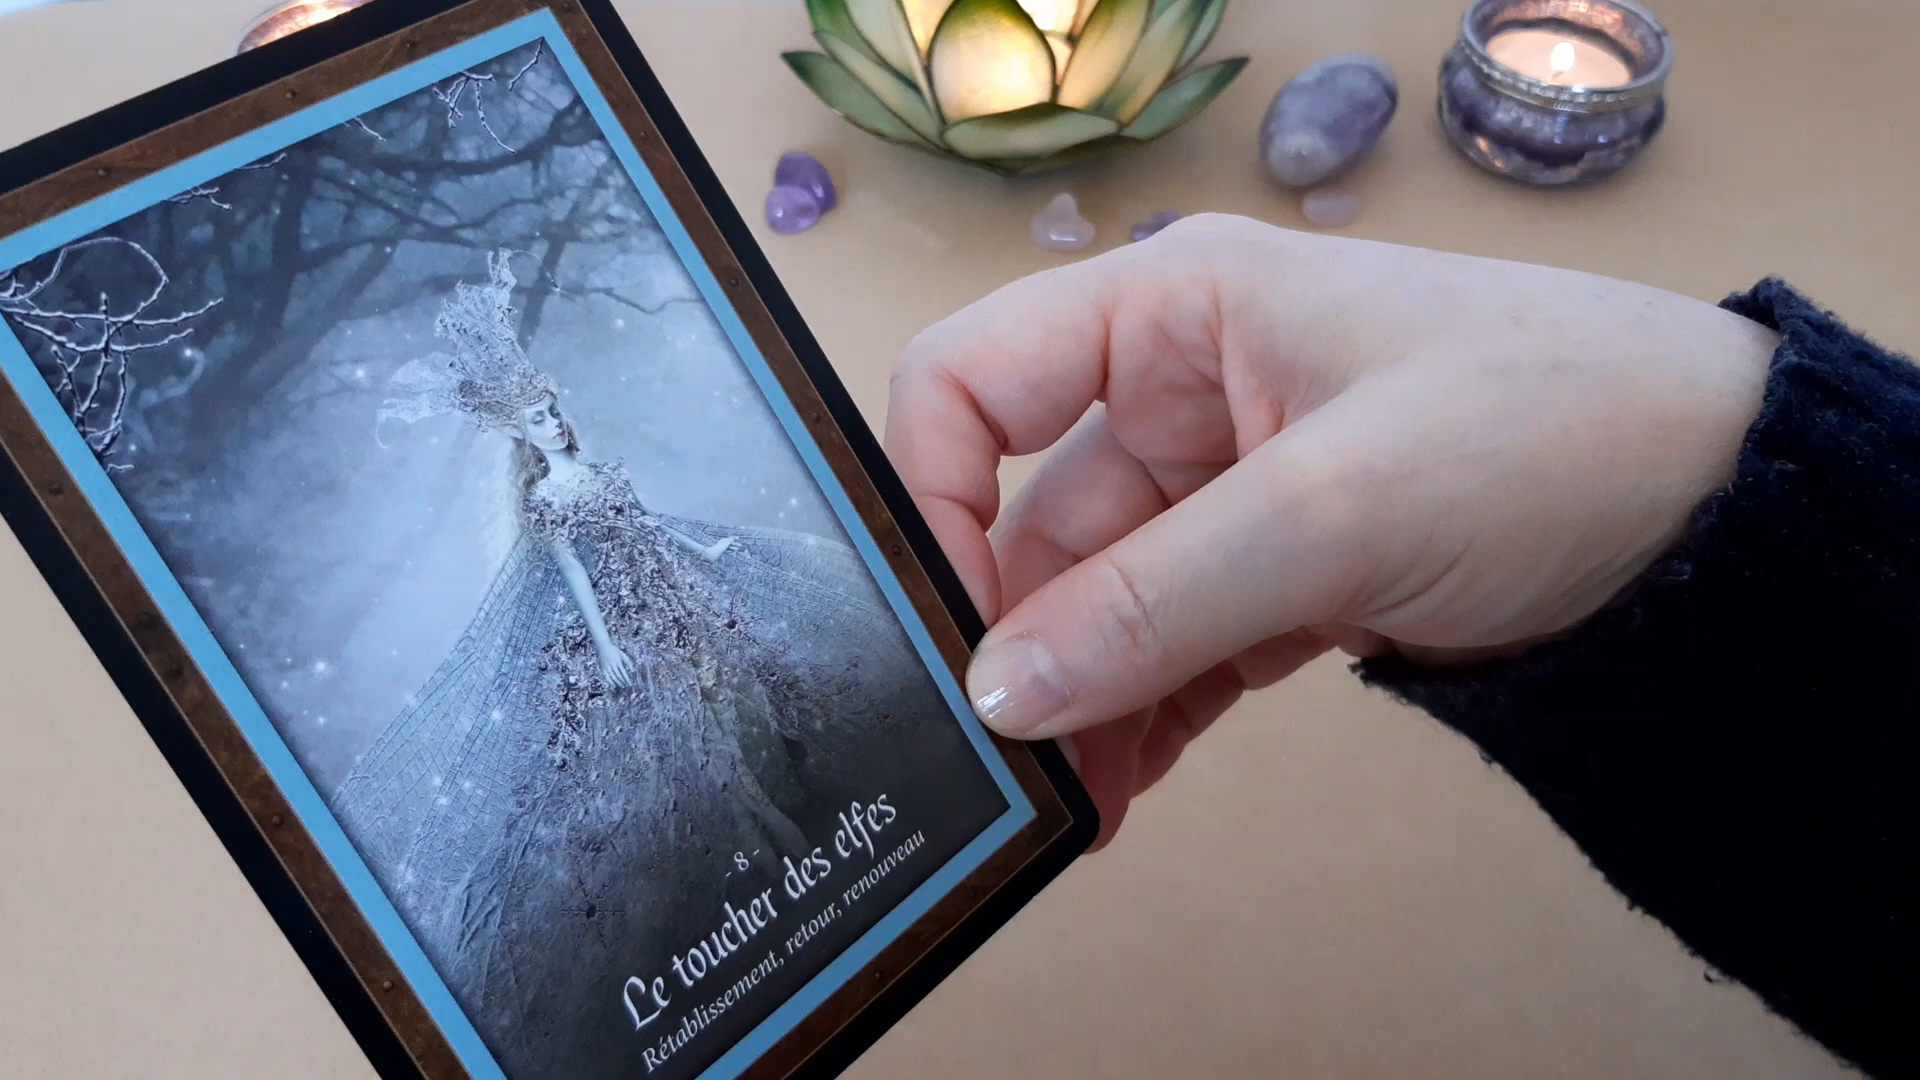 - 8 -
Le toucher des elfes
Rétablissement, retour, renouveau